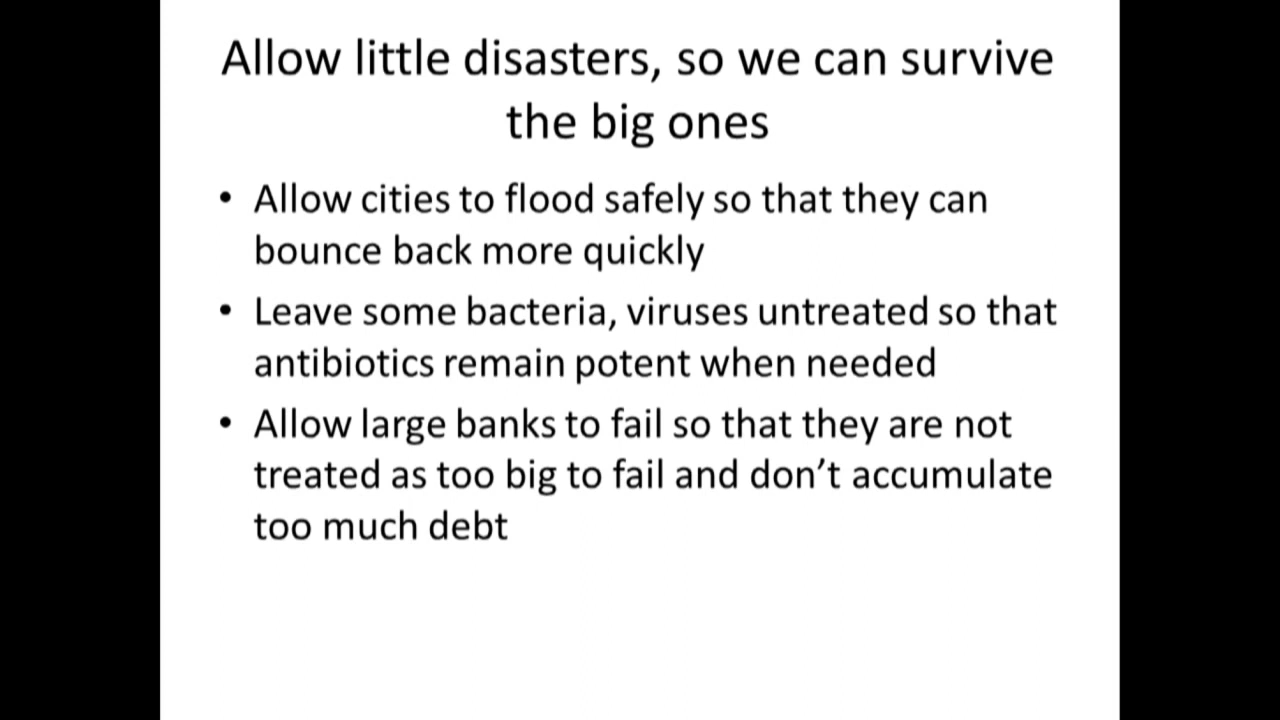 Allow little disasters, so we can survive
the big ones
• Allow cities to flood safely so that they can
bounce back more quickly
• Leave some bacteria, viruses untreated so that
antibiotics remain potent when needed
• Allow large banks to fail so that they are not
treated as too big to fail and don’t accumulate
too much debt